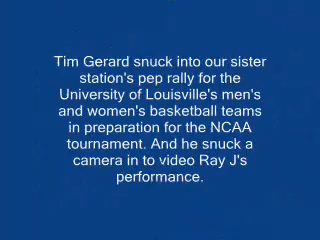 Tim Gerard snuck into our sister
station's pep rally for the
University of Louisville's men's
and women's basketball teams
in preparation for the NCAA
tournament. And he snuck a
camera in to video Ray J's
performance.